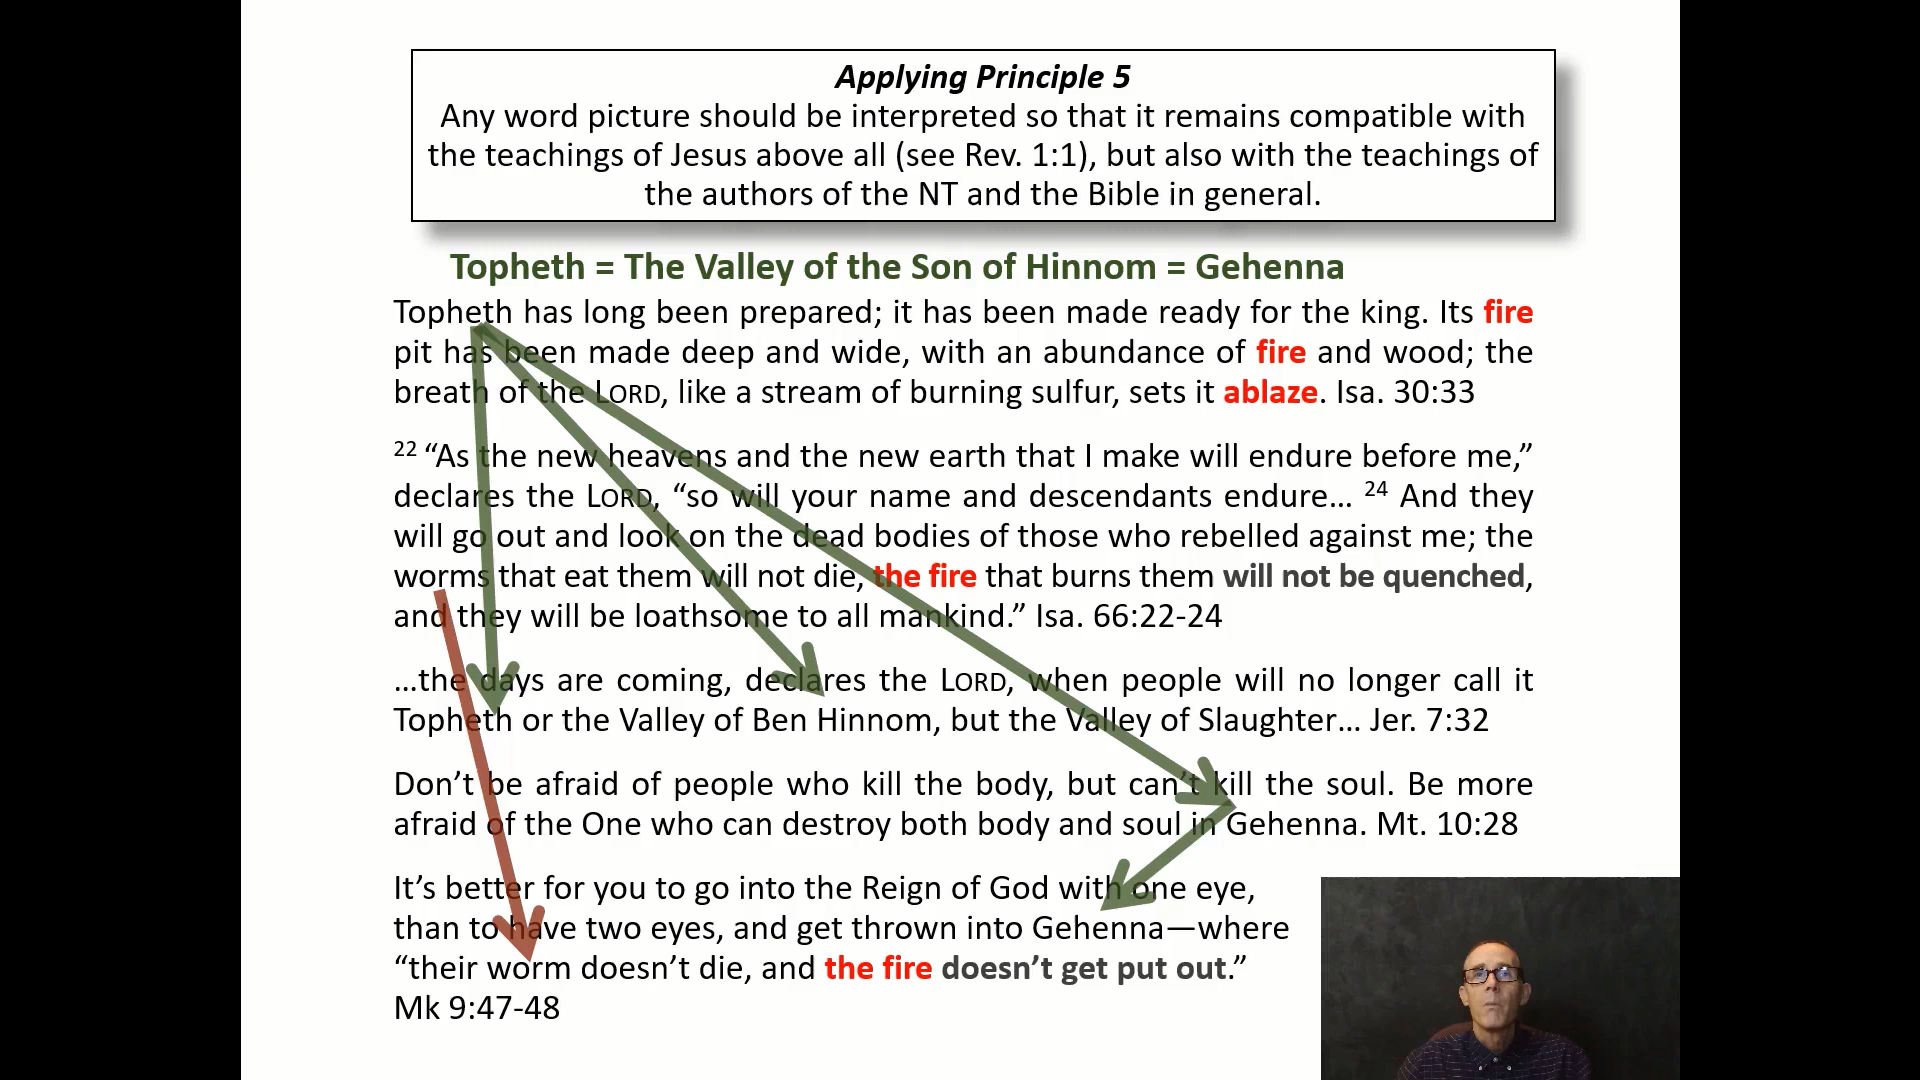 Applying Principle 5
Any word picture should be interpreted so that it remains compatible with
the teachings of Jesus above all (see Rev. 1:1), but also with the teachings of
the authors of the NT and the Bible in general.
Topheth = The Valley of the Son of Hinnom = Gehenna
Topheth has long been prepared; it has been made ready for the king. Its fire
pit has been made deep and wide, with an abundance of fire and wood; the
breath of the LORD, like a stream of burning sulfur, sets it ablaze. Isa. 30:33
22 “As the new heavens and the new earth that I make will endure before me,”
declares the LORD, “so will your name and descendants endure… 24 And they
will go out and look on the dead bodies of those who rebelled against me; the
worms that eat them will not die, the fire that burns them will not be quenched,
and they will be loathsome to all mankind.” Isa. 66:22-24
…the days are coming, declares the LORD, when people will no longer call it
Topheth or the Valley of Ben Hinnom, but the Valley of Slaughter… Jer. 7:32
Don’t be afraid of people who kill the body, but can’t kill the soul. Be more
afraid of the One who can destroy both body and soul in Gehenna. Mt. 10:28
It’s better for you to go into the Reign of God with one eye,
than to have two eyes, and get thrown into Gehenna—where
“their worm doesn’t die, and the fire doesn’t get put out.”
Mk 9:47-48